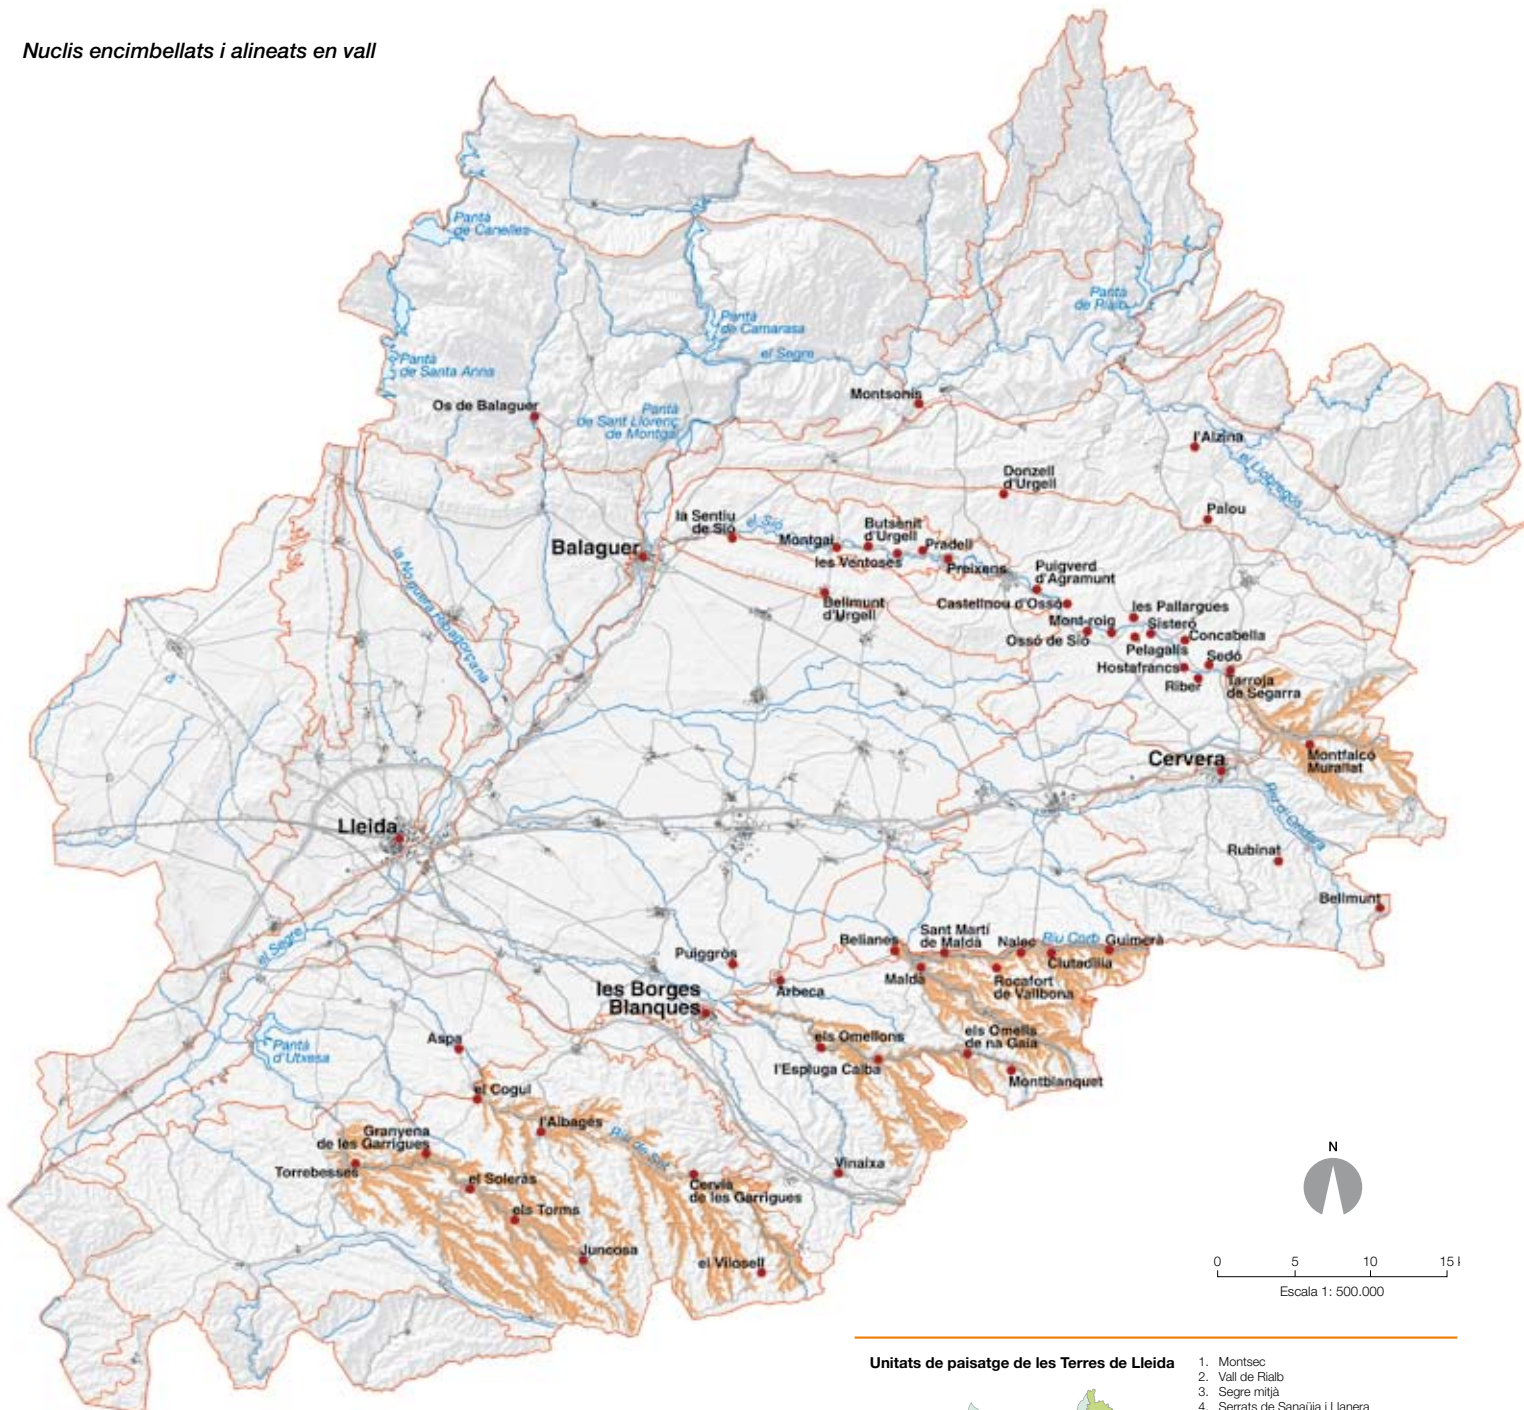 Nuclis encimbellats i alineats en vall
Pantà
de Canelles
Pantà
de Rialb
Pantà
de Camarasa
el Segre
Pantà
de Santa Anna
Montsonis
Os de Balaguer
Pantà
de Sant Llorenç
de Montgai
l'Alzina
el Llobregós
Donzell
d'Urgell
Palou
la Sentiu
de Sió
el Sió
Butsènit
d'Urgell
Montgai
Pradell
Balaguer
les Ventoses
Preixens
Puigverd
d'Agramunt
la Noguera Ribagorçana
Bellmunt
d'Urgell
Castellnou d'Ossó
les Pallargues
Mont-roig
Sisteró
Ossó de Sió
Concabella
Pelagalls
Sedó
Hostafrancs
Riber
Tarroja
de Segarra
Cervera
Montfalcó
Murallat
Riu d'Ondara
Lleida
Rubinat
Bellmunt
el Segre
Sant Martí
de Maldà
Belianes
Nalec
Riu Corb
Guimerà
Puiggròs
Ciutadilla
Maldà
Rocafort
de Vallbona
les Borges
Blanques
Arbeca
Aspa
els Omellons
els Omells
de na Gaia
Pantà
d'Utxesa
l'Espluga Calba
Montblanquet
el Cogul
l'Albagés
Granyena
de les Garrigues
Riu de Set
Torrebesses
Vinaixa
el Soleràs
Cervià
de les Garrigues
els Torms
Juncosa
el Vilosell
N
0 5 10 15
Escala 1: 500.000
Unitats de paisatge de les Terres de Lleida
1. Montsec
2. Vall de Rialb
3. Segre mitjà
4. Serrats de Sanaüja i Llanera